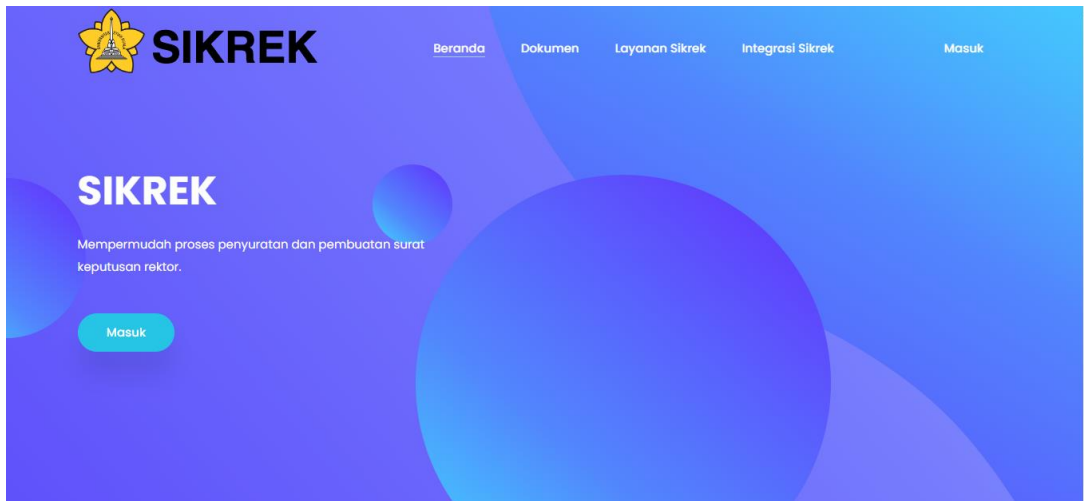 SIKREK
Beranda Dokumen Layanan Sikrek Integrasi Sikrek Masuk
SIKREK
Mempermudah proses penyuratan dan pembuatan surat
keputusan rektor.
Masuk